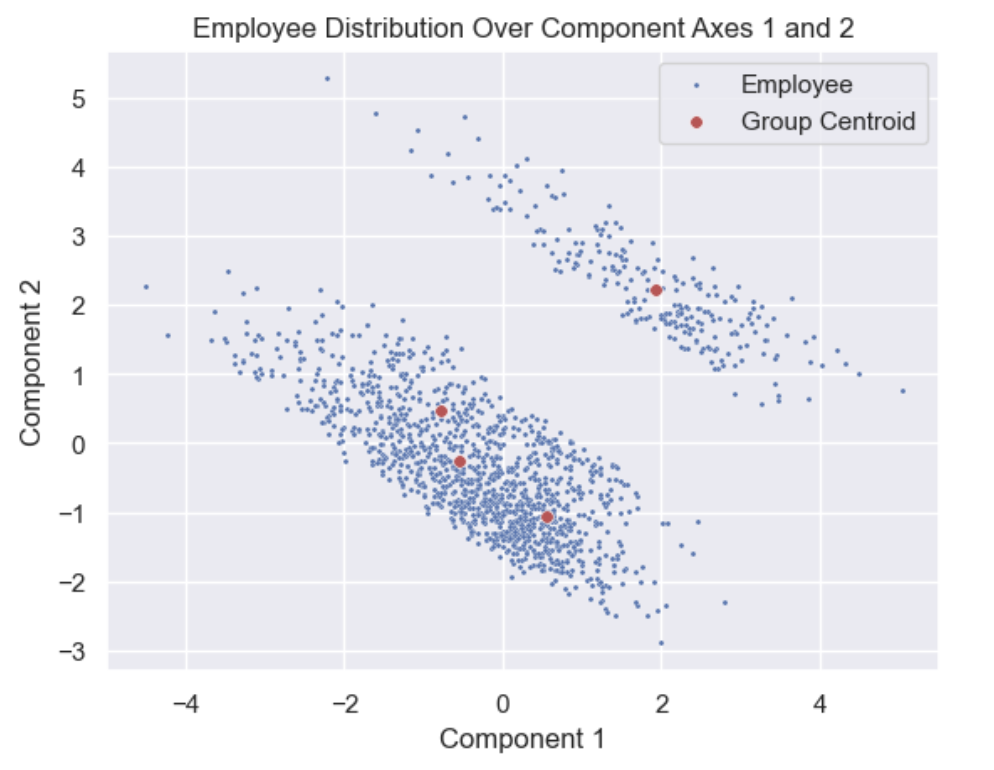 Employee Distribution Over Component Axes 1 and 2
Employee
Group Centroid
5
4
3
2
1
0
−1
−2
−3
Component 2
−4
−2
0
2
4
Component 1